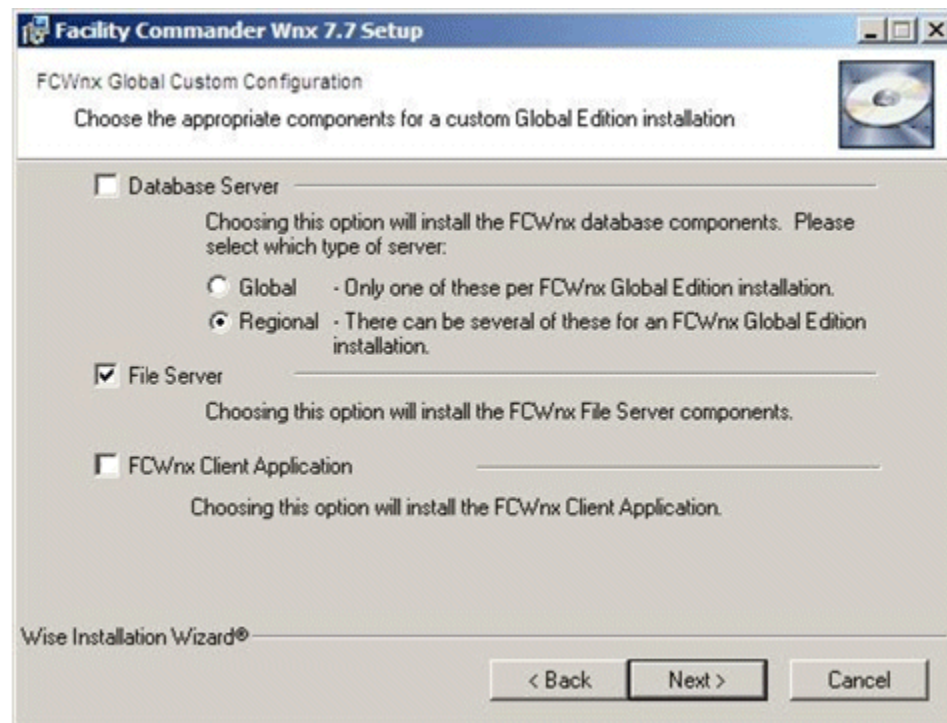 Facility Commander Wnx 7.7 Setup
FCWnx Global Custom Configuration
Choose the appropriate components for a custom Global Edition installation
Database Server
Choosing this option will install the FCWnx database components. Please
select which type of server:
Global - Only one of these per FCWnx Global Edition installation.
Regional - There can be several of these for an FCWnx Global Edition
installation.
File Server
Choosing this option will install the FCWnx File Server components.
FCWnx Client Application
Choosing this option will install the FCWnx Client Application.
Wise Installation Wizard®
< Back
Next >
Cancel